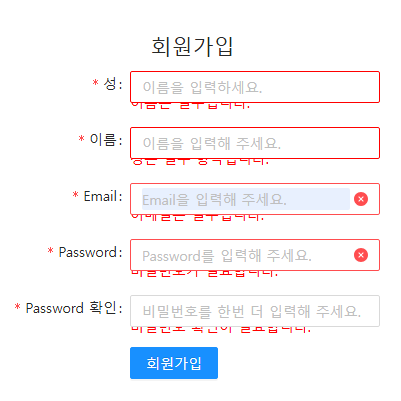 회원가입
* 성:
이름을 입력하세요.
이름은 필수입니다.
* 이름:
이름을 입력해 주세요.
성은 필수 항목입니다.
* Email:
Email을 입력해 주세요.
이메일은 필수입니다.
* Password:
Password를 입력해 주세요.
비밀번호가 필요합니다.
* Password 확인:
비밀번호를 한번 더 입력해 주세요.
비밀번호 확인이 필요합니다.
회원가입